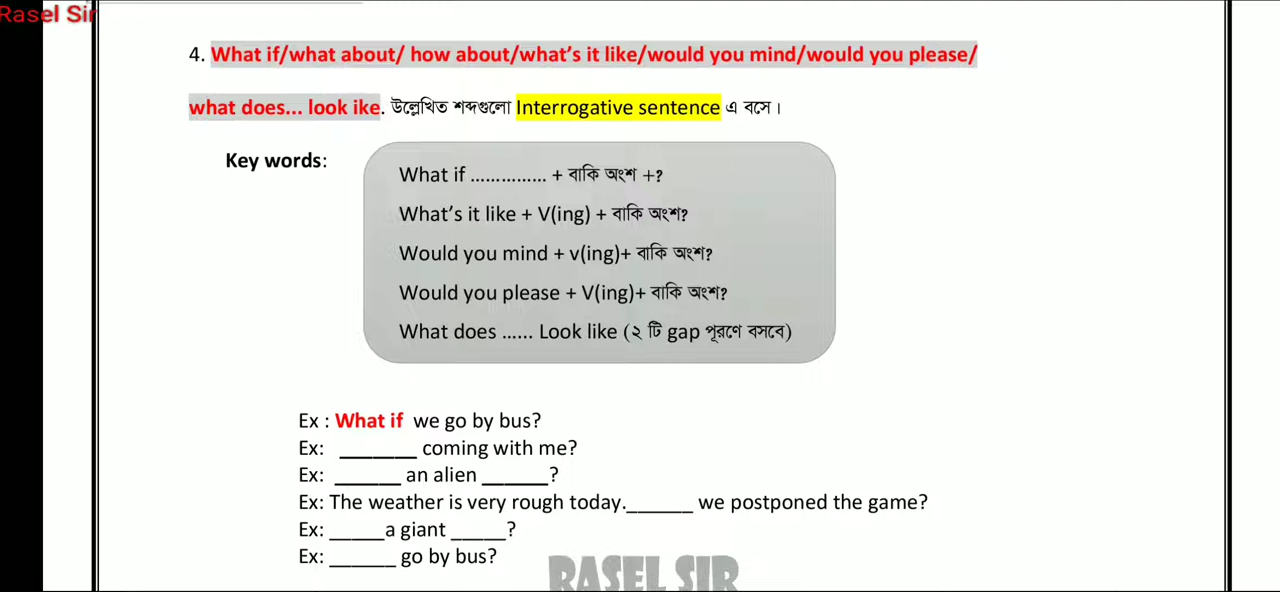 Rasel Sir
4. What if/what about/ how about/what's it like/would you mind/would you please/
what does... look ike. উল্লেখিত শব্দগুলো Interrogative sentence এ বসে।
Key words:
What if ............... + বাকি অংশ +?
What's it like + V(ing) + বাকি অংশ?
Would you mind + v(ing)+ বাকি অংশ?
Would you please + V(ing)+ বাকি অংশ?
What does ...... Look like (২ টি gap পূরণে বসবে)
Ex : What if we go by bus?
Ex: _______ coming with me?
Ex: ______ an alien ______?
Ex: The weather is very rough today.______ we postponed the game?
Ex: _____a giant _____?
Ex: ______ go by bus?
RASEL SIR